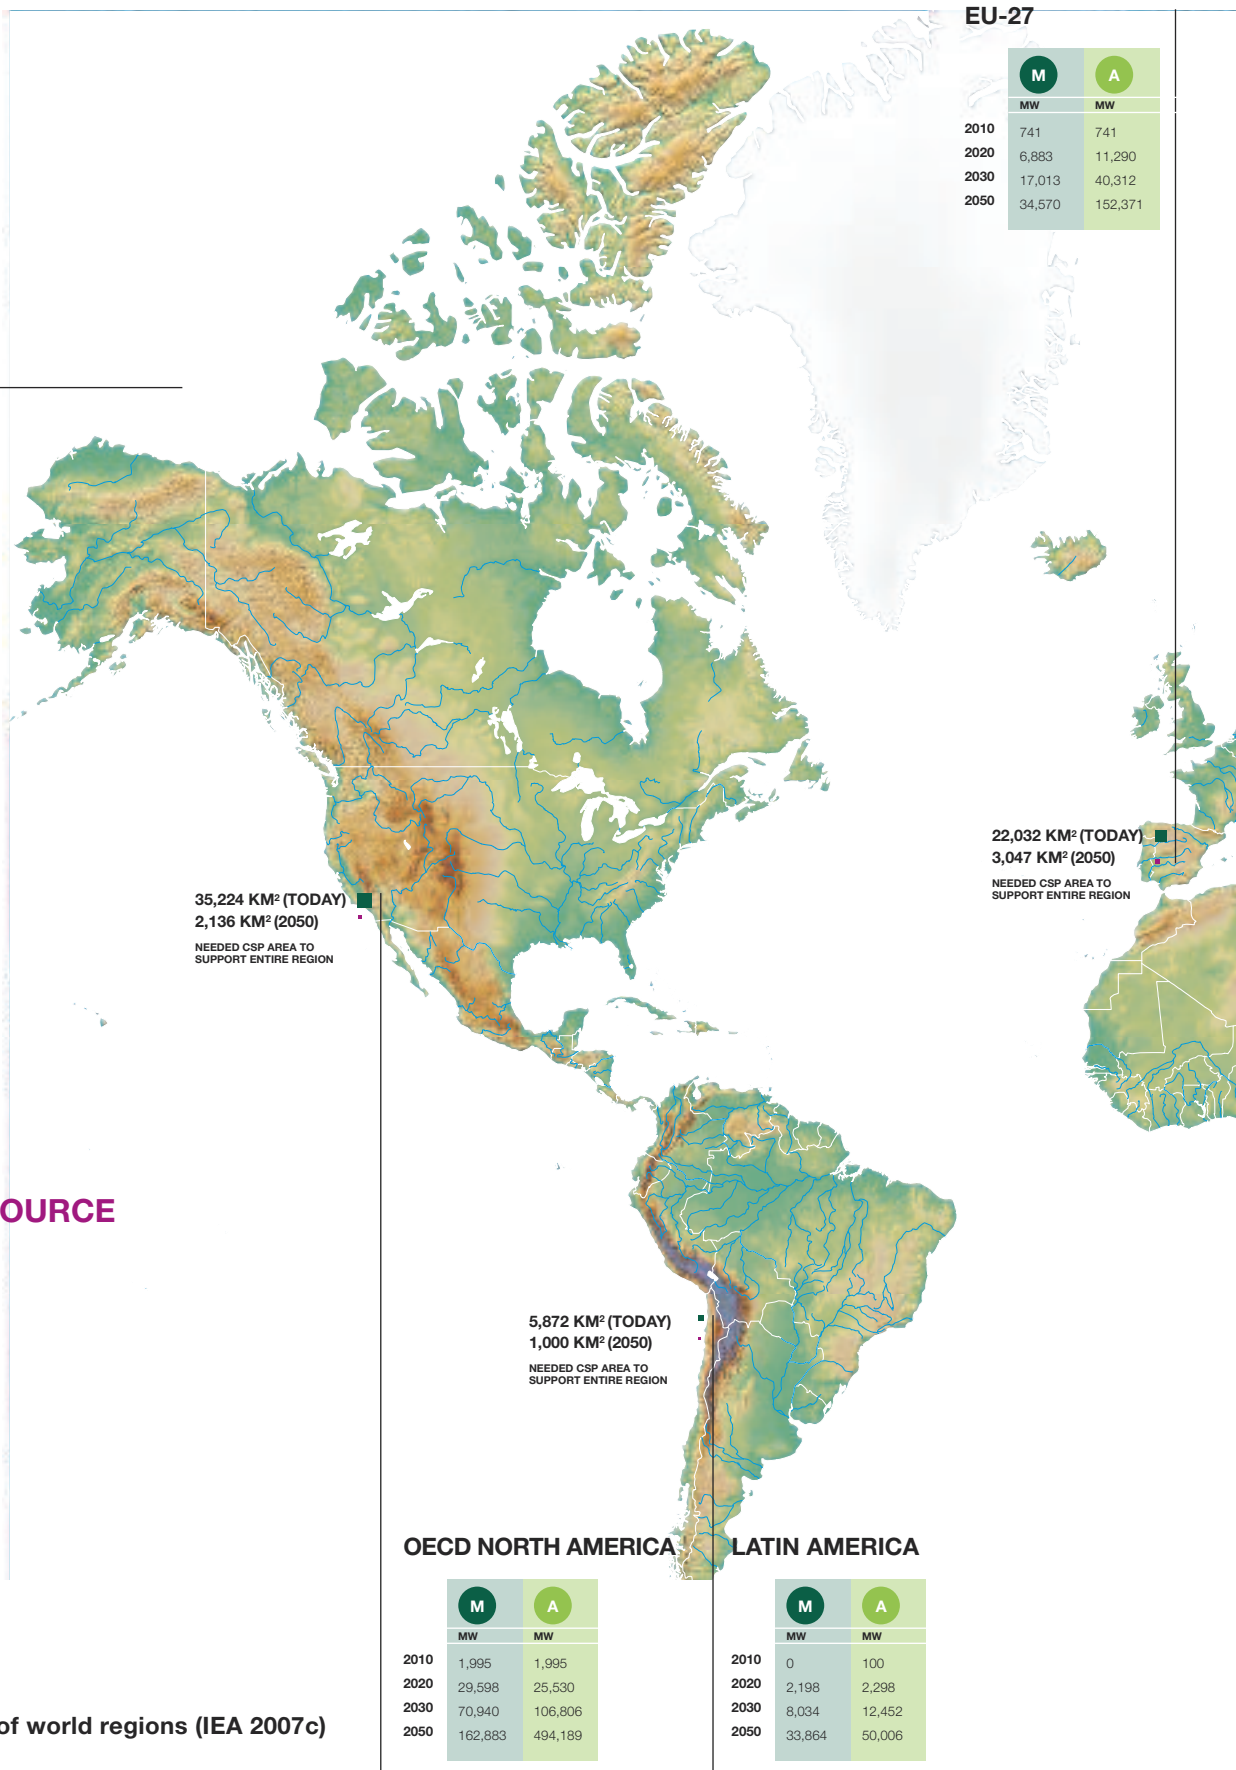 EU-27
M A
MW MW
2010 741 741
2020 6,883 11,290
2030 17,013 40,312
2050 34,570 152,371
22,032 KM² (TODAY)
3,047 KM² (2050)
NEEDED CSP AREA TO
SUPPORT ENTIRE REGION
35,224 KM² (TODAY)
2,136 KM² (2050)
NEEDED CSP AREA TO
SUPPORT ENTIRE REGION
OURCE
5,872 KM² (TODAY)
1,000 KM² (2050)
NEEDED CSP AREA TO
SUPPORT ENTIRE REGION
OECD NORTH AMERICA
M A
MW MW
2010 1,995 1,995
2020 29,598 25,530
2030 70,940 106,806
2050 162,883 494,189
LATIN AMERICA
M A
MW MW
2010 0 100
2020 2,198 2,298
2030 8,034 12,452
2050 33,864 50,006
of world regions (IEA 2007c)